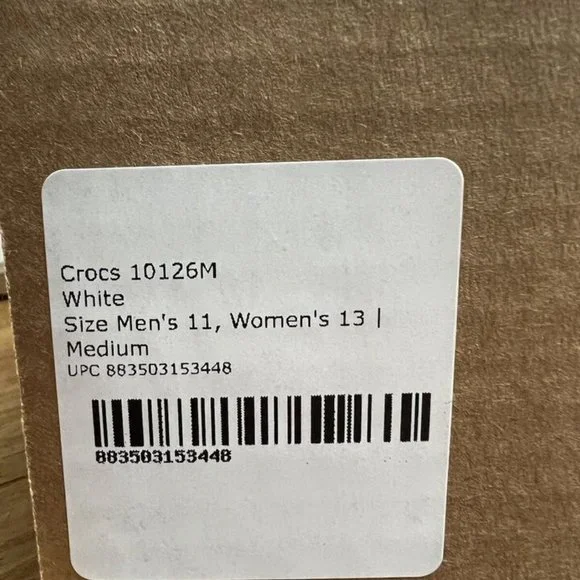 Crocs 10126M
White
Size Men's 11, Women's 13 |
Medium
UPC 883503153448
883503153448